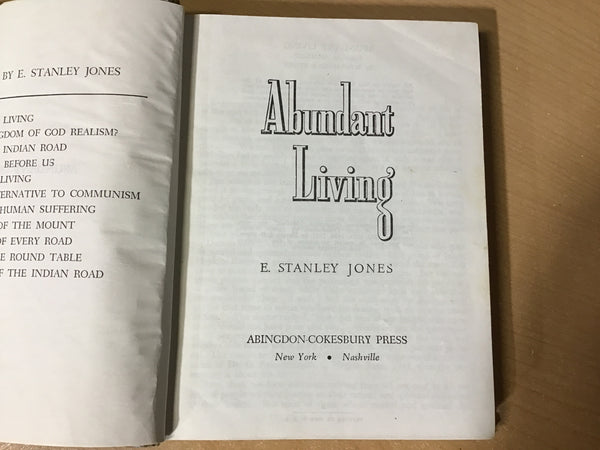 BY E. STANLEY JONES
LIVING
GDOM OF GOD REALISM?
INDIAN ROAD
BEFORE US
LIVING
ERNATIVE TO COMMUNISM
HUMAN SUFFERING
OF THE MOUNT
OF EVERY ROAD
E ROUND TABLE
F THE INDIAN ROAD
Abundant
Living
E. STANLEY JONES
ABINGDON-COKESBURY PRESS
New York • Nashville